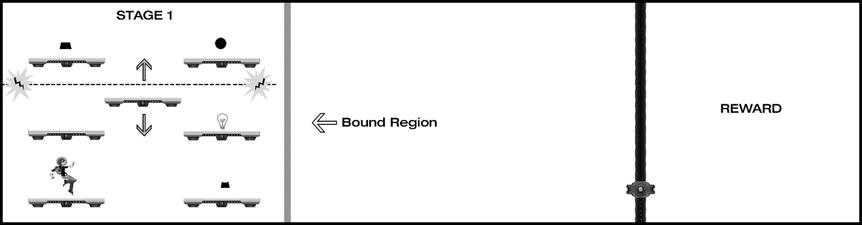 STAGE 1
Bound Region
REWARD